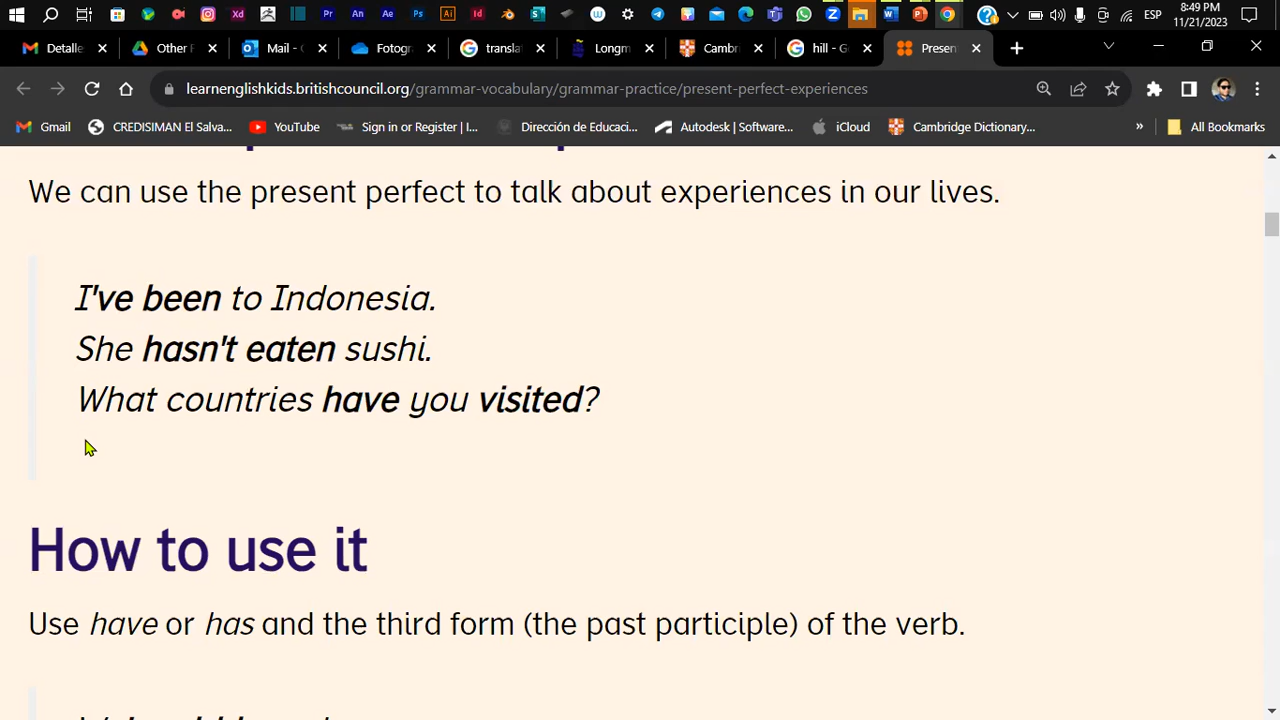 8:49 PM
ESP
11/21/2023
Detalle
Other F
Mail -
Fotogr
transla
Longm
Cambri
hill - Go
Presen
learnenglishkids.britishcouncil.org/grammar-vocabulary/grammar-practice/present-perfect-experiences
Gmail
CREDISIMAN El Salva...
YouTube
Sign in or Register | I...
Dirección de Educaci...
Autodesk | Software...
iCloud
Cambridge Dictionary...
»
All Bookmarks
We can use the present perfect to talk about experiences in our lives.
I've been to Indonesia.
She hasn't eaten sushi.
What countries have you visited?
How to use it
Use have or has and the third form (the past participle) of the verb.